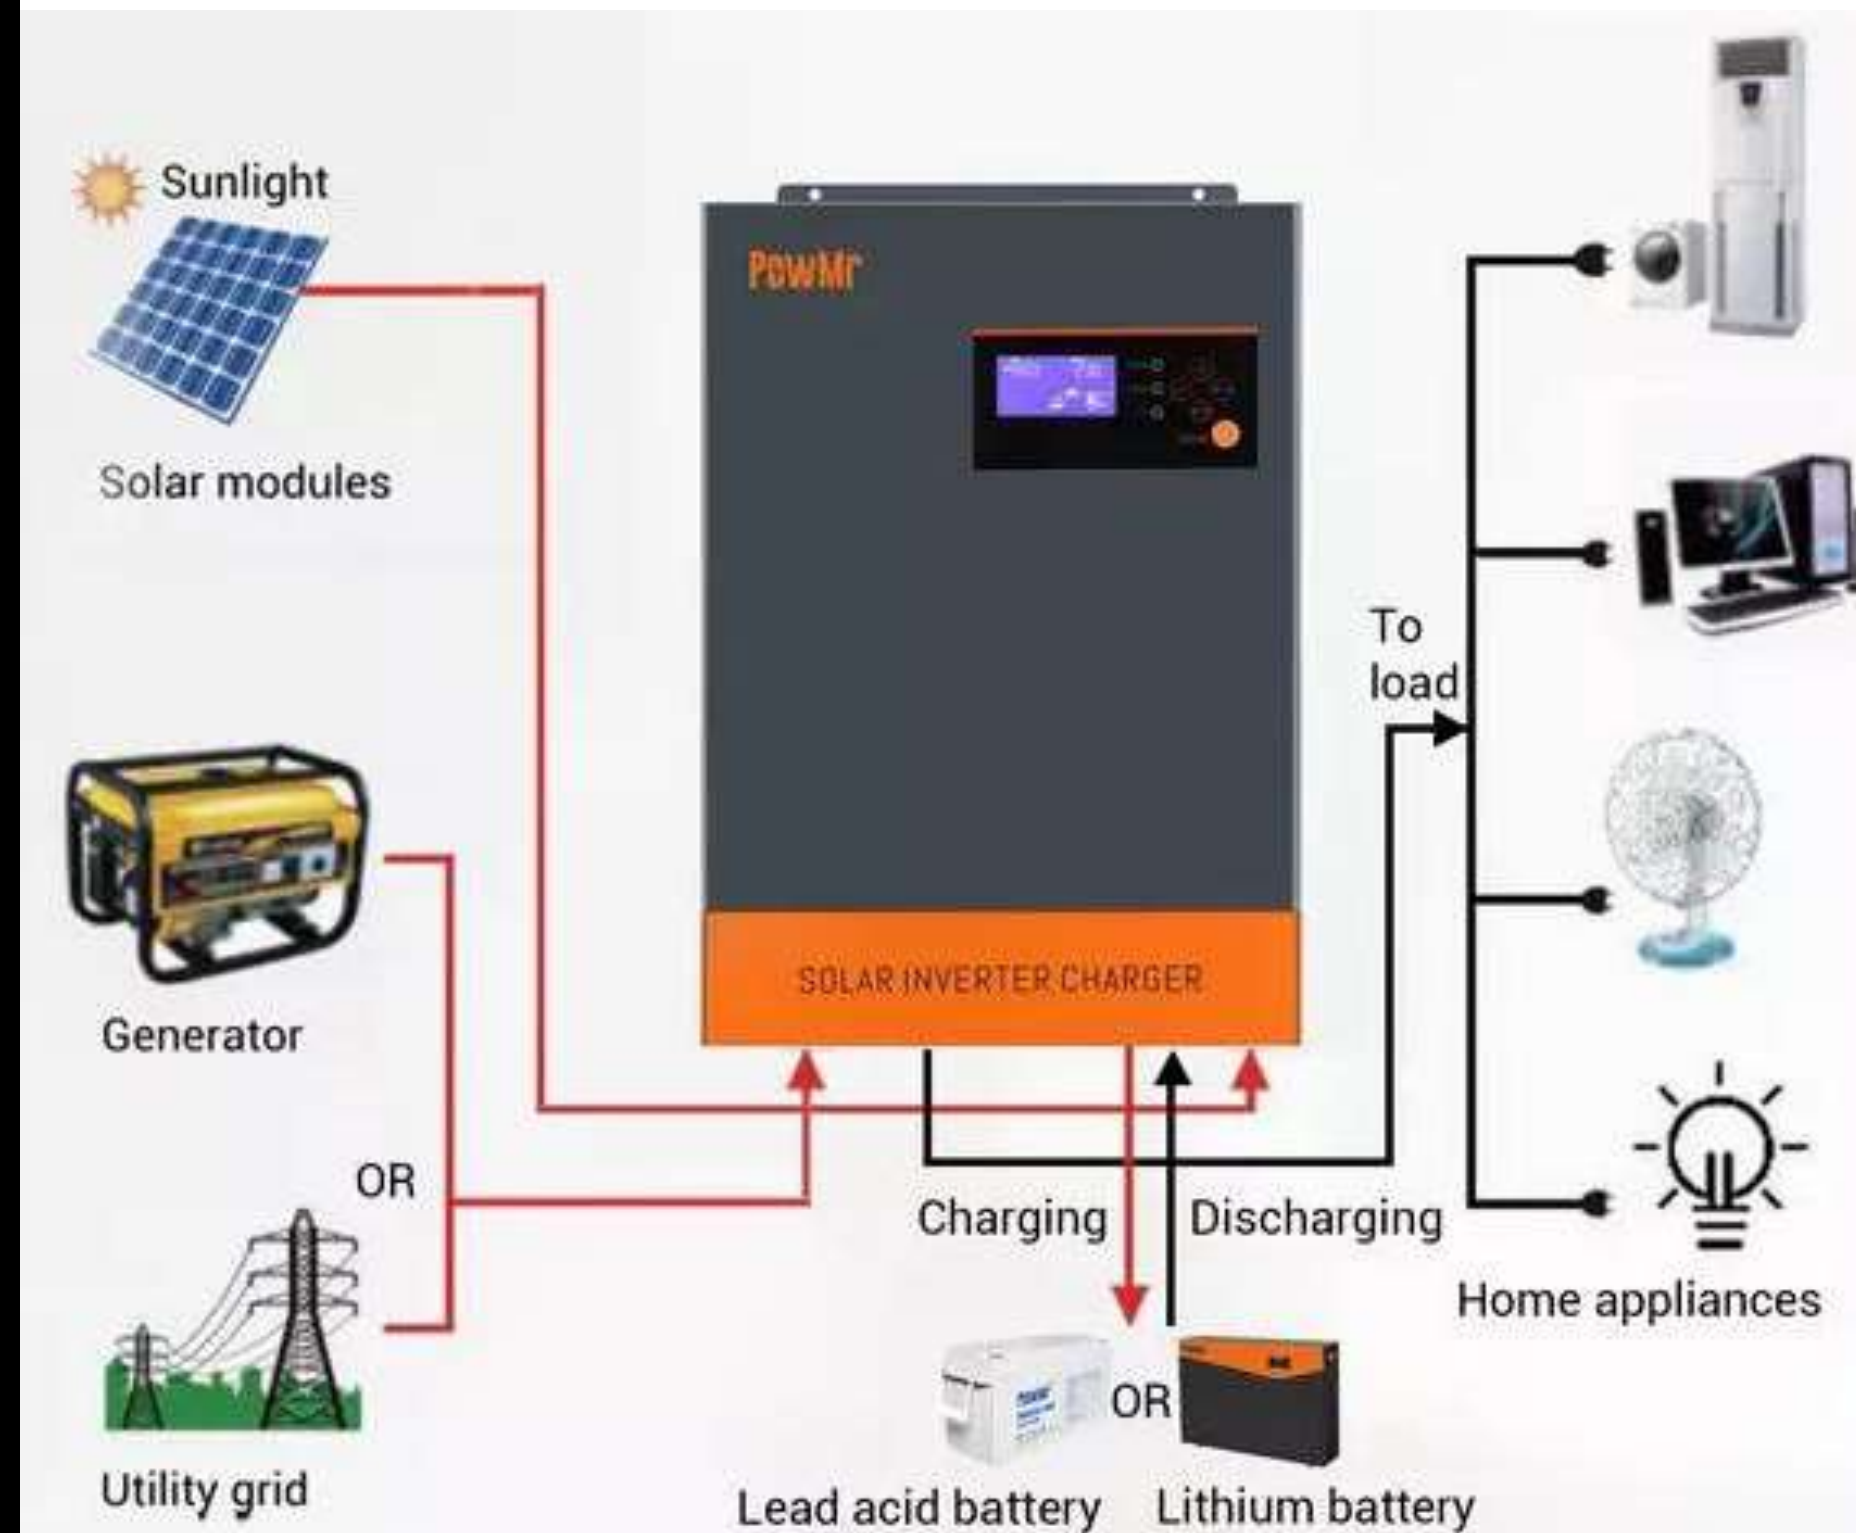 Sunlight
Solar modules
PowMr
SOLAR INVERTER CHARGER
Generator
OR
Utility grid
To
load
Charging
Discharging
OR
Lead acid battery
Lithium battery
Home appliances